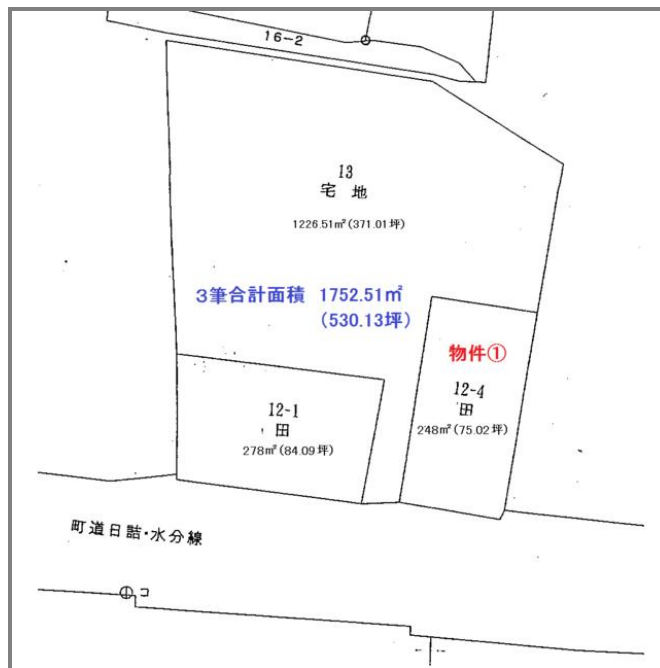 16-2
13
宅地
1226.51㎡(371.01坪)
3筆合計面積 1752.51㎡
(530.13坪)
物件①
12-4
田
248㎡(75.02坪)
12-1
田
278㎡(84.09坪)
町道日詰・水分線
コ